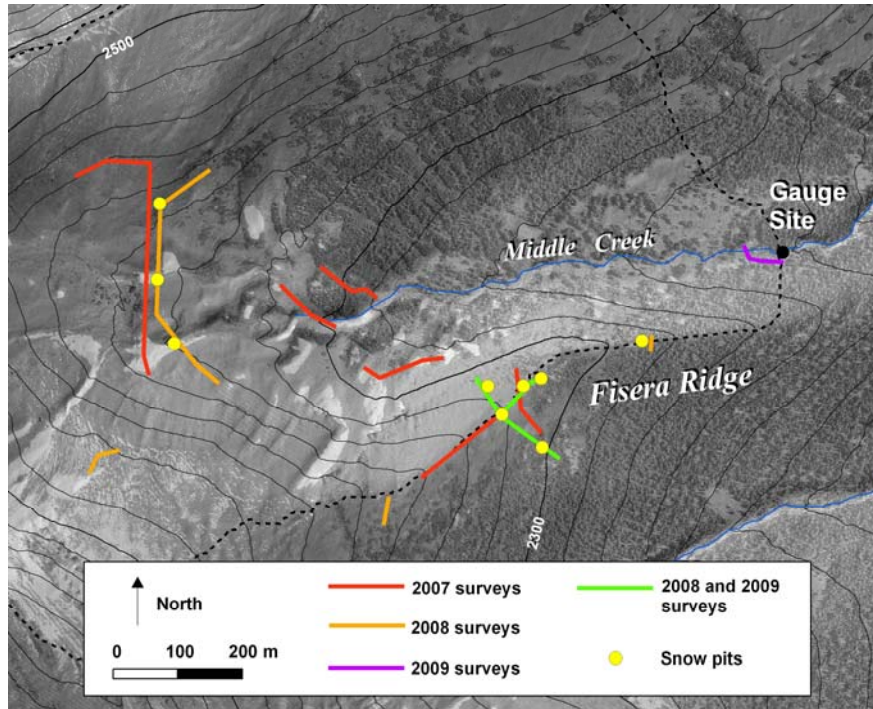 2500
Gauge
Site
Middle Creek
Fisera Ridge
2300
North
0 100 200 m
2007 surveys
2008 surveys
2009 surveys
2008 and 2009
surveys
Snow pits